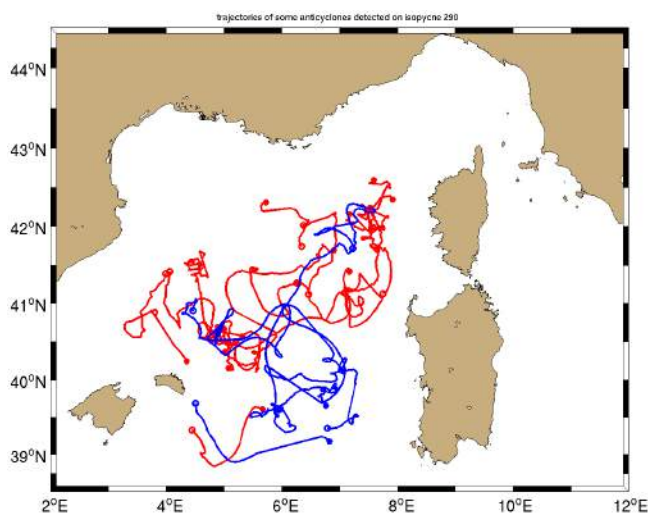 trajectories of some anticyclones detected on isopycne 290
44°N
43°N
42°N
41°N
40°N
39°N
2°E 4°E 6°E 8°E 10°E 12°E